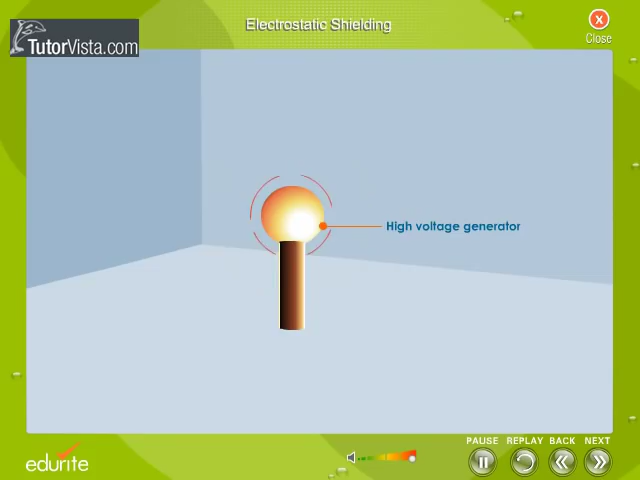 Electrostatic Shielding
TutorVista.com
Close
High voltage generator
PAUSE REPLAY BACK NEXT
edurite